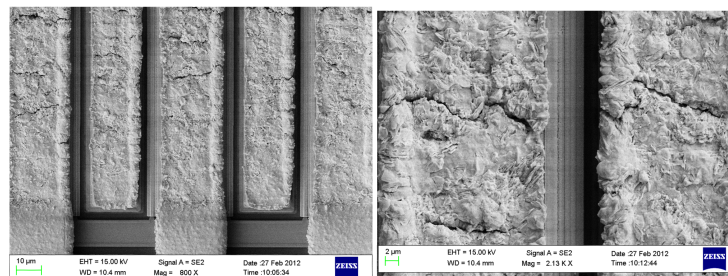 10 µm
EHT = 15.00 kV Signal A = SE2 Date :27 Feb 2012
WD = 10.4 mm Mag = 800 X Time :10:05:34
ZEISS
2 µm
EHT = 15.00 kV Signal A = SE2 Date :27 Feb 2012
WD = 10.4 mm Mag = 2.13 K X Time :10:12:44
ZEISS